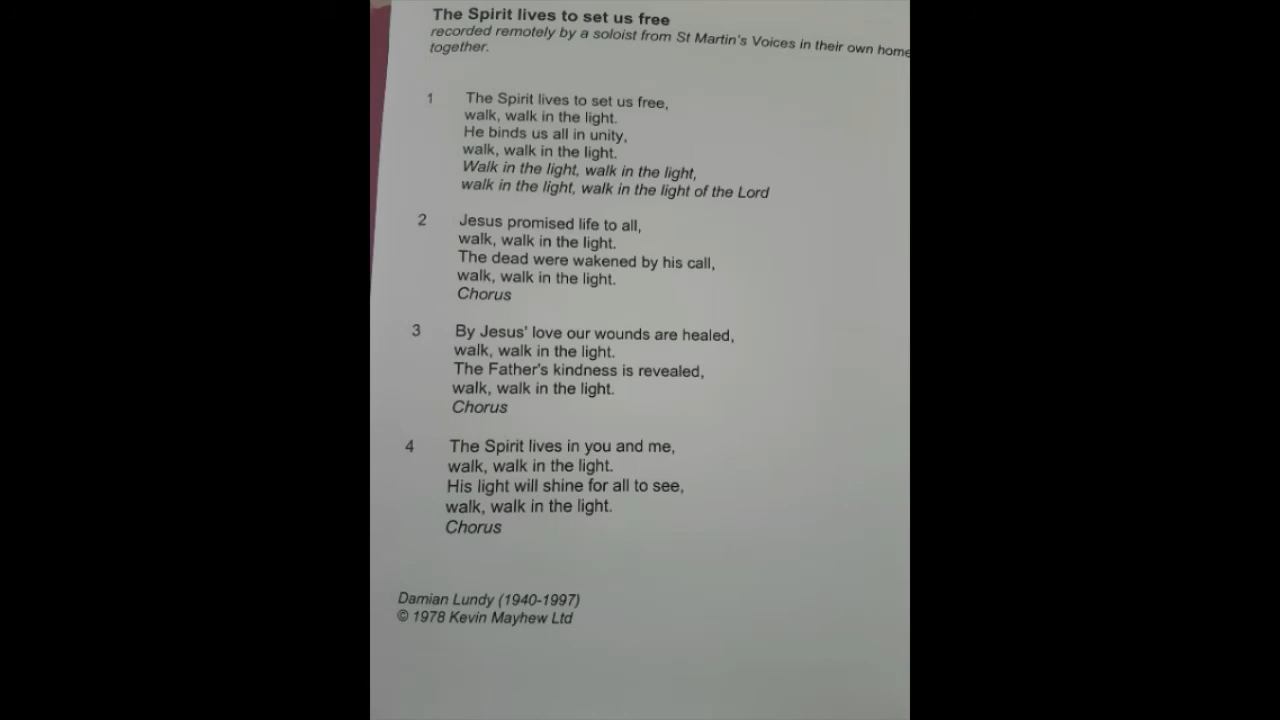 The Spirit lives to set us free
recorded remotely by a soloist from St Martin's Voices in their own home
together.
1 The Spirit lives to set us free,
walk, walk in the light.
He binds us all in unity,
walk, walk in the light.
Walk in the light, walk in the light,
walk in the light, walk in the light of the Lord
2 Jesus promised life to all,
walk, walk in the light.
The dead were wakened by his call,
walk, walk in the light.
Chorus
3 By Jesus' love our wounds are healed,
walk, walk in the light.
The Father's kindness is revealed,
walk, walk in the light.
Chorus
4 The Spirit lives in you and me,
walk, walk in the light.
His light will shine for all to see,
walk, walk in the light.
Chorus
Damian Lundy (1940-1997)
© 1978 Kevin Mayhew Ltd